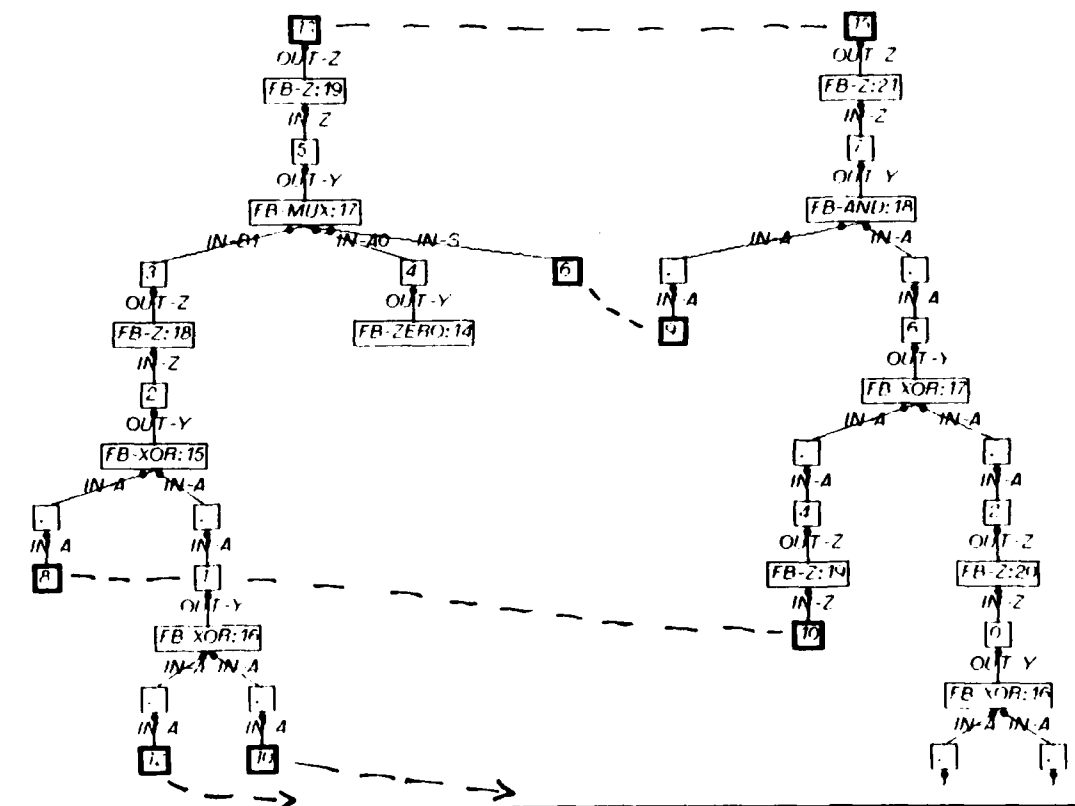 15
OUT-Z OUT-Z
FB-Z:19 FB-Z:21
IN-Z IN-Z
5 7
OUT-Y OUT-Y
FB-MUX:17 FB-AND:18
IN-B1 IN-A0 IN-S IN-A IN-A
3 4 6
OUT-Z OUT-Y IN-A IN-A
FB-Z:18 FB-ZERO:14 9 6
IN-Z OUT-Y
2 FB-XOR:17
OUT-Y IN-A IN-A
FB-XOR:15
IN-A IN-A IN-A IN-A
4 2
IN-A IN-A OUT-Z OUT-Z
8 1 FB-Z:19 FB-Z:20
OUT-Y IN-Z IN-Z
FB-XOR:16 10 0
IN-A IN-A OUT-Y
FB-XOR:16
IN-A IN-A IN-A IN-A
10